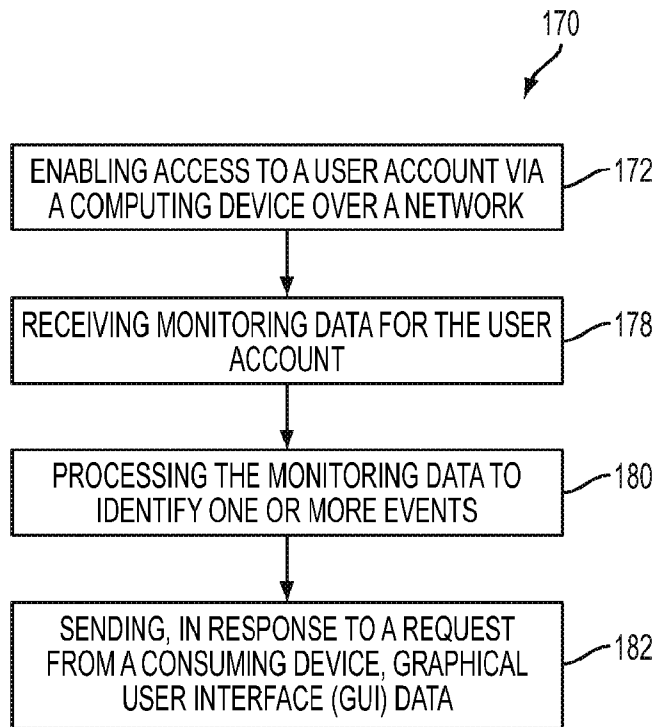 170
ENABLING ACCESS TO A USER ACCOUNT VIA
A COMPUTING DEVICE OVER A NETWORK
172
RECEIVING MONITORING DATA FOR THE USER
ACCOUNT
178
PROCESSING THE MONITORING DATA TO
IDENTIFY ONE OR MORE EVENTS
180
SENDING, IN RESPONSE TO A REQUEST
FROM A CONSUMING DEVICE, GRAPHICAL
USER INTERFACE (GUI) DATA
182